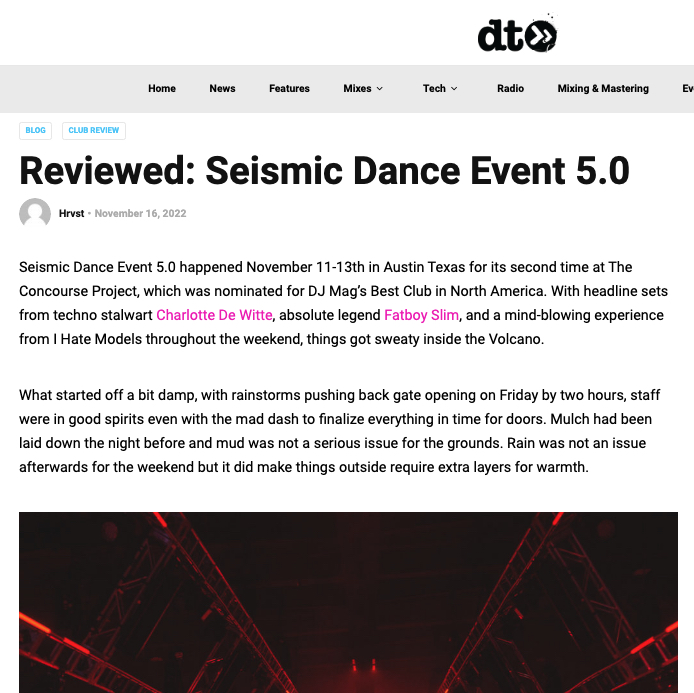 dt
Home News Features Mixes Tech Radio Mixing & Mastering Ev
BLOG CLUB REVIEW
Reviewed: Seismic Dance Event 5.0
Hrvst • November 16, 2022
Seismic Dance Event 5.0 happened November 11-13th in Austin Texas for its second time at The
Concourse Project, which was nominated for DJ Mag's Best Club in North America. With headline sets
from techno stalwart Charlotte De Witte, absolute legend Fatboy Slim, and a mind-blowing experience
from I Hate Models throughout the weekend, things got sweaty inside the Volcano.
What started off a bit damp, with rainstorms pushing back gate opening on Friday by two hours, staff
were in good spirits even with the mad dash to finalize everything in time for doors. Mulch had been
laid down the night before and mud was not a serious issue for the grounds. Rain was not an issue
afterwards for the weekend but it did make things outside require extra layers for warmth.